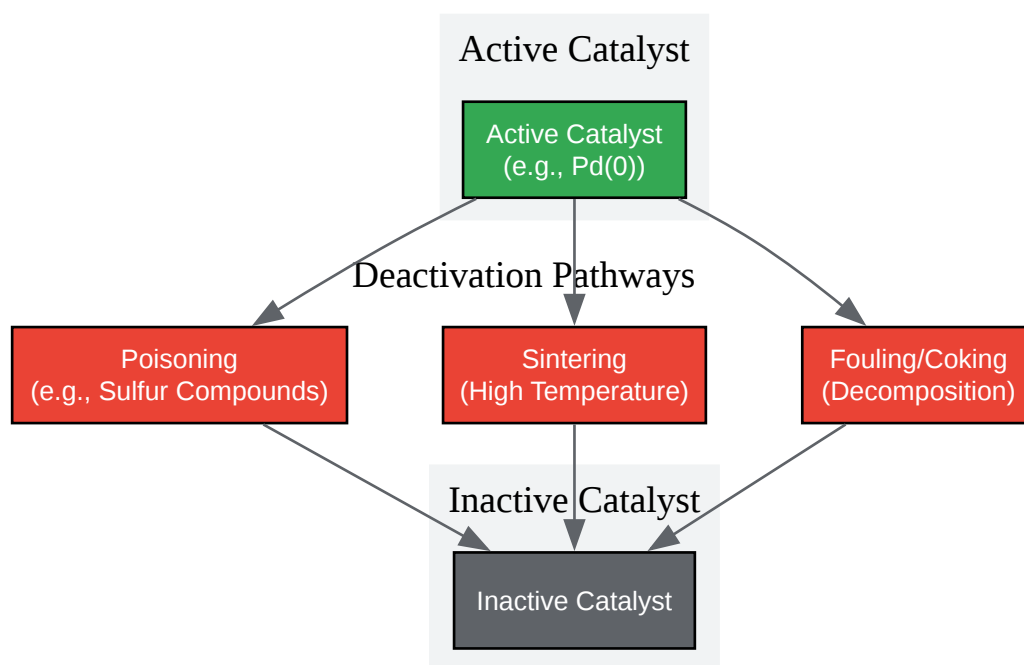 Active Catalyst
Active Catalyst
(e.g., Pd(0))
Deactivation Pathways
Poisoning
(e.g., Sulfur Compounds)
Sintering
(High Temperature)
Fouling/Coking
(Decomposition)
Inactive Catalyst
Inactive Catalyst